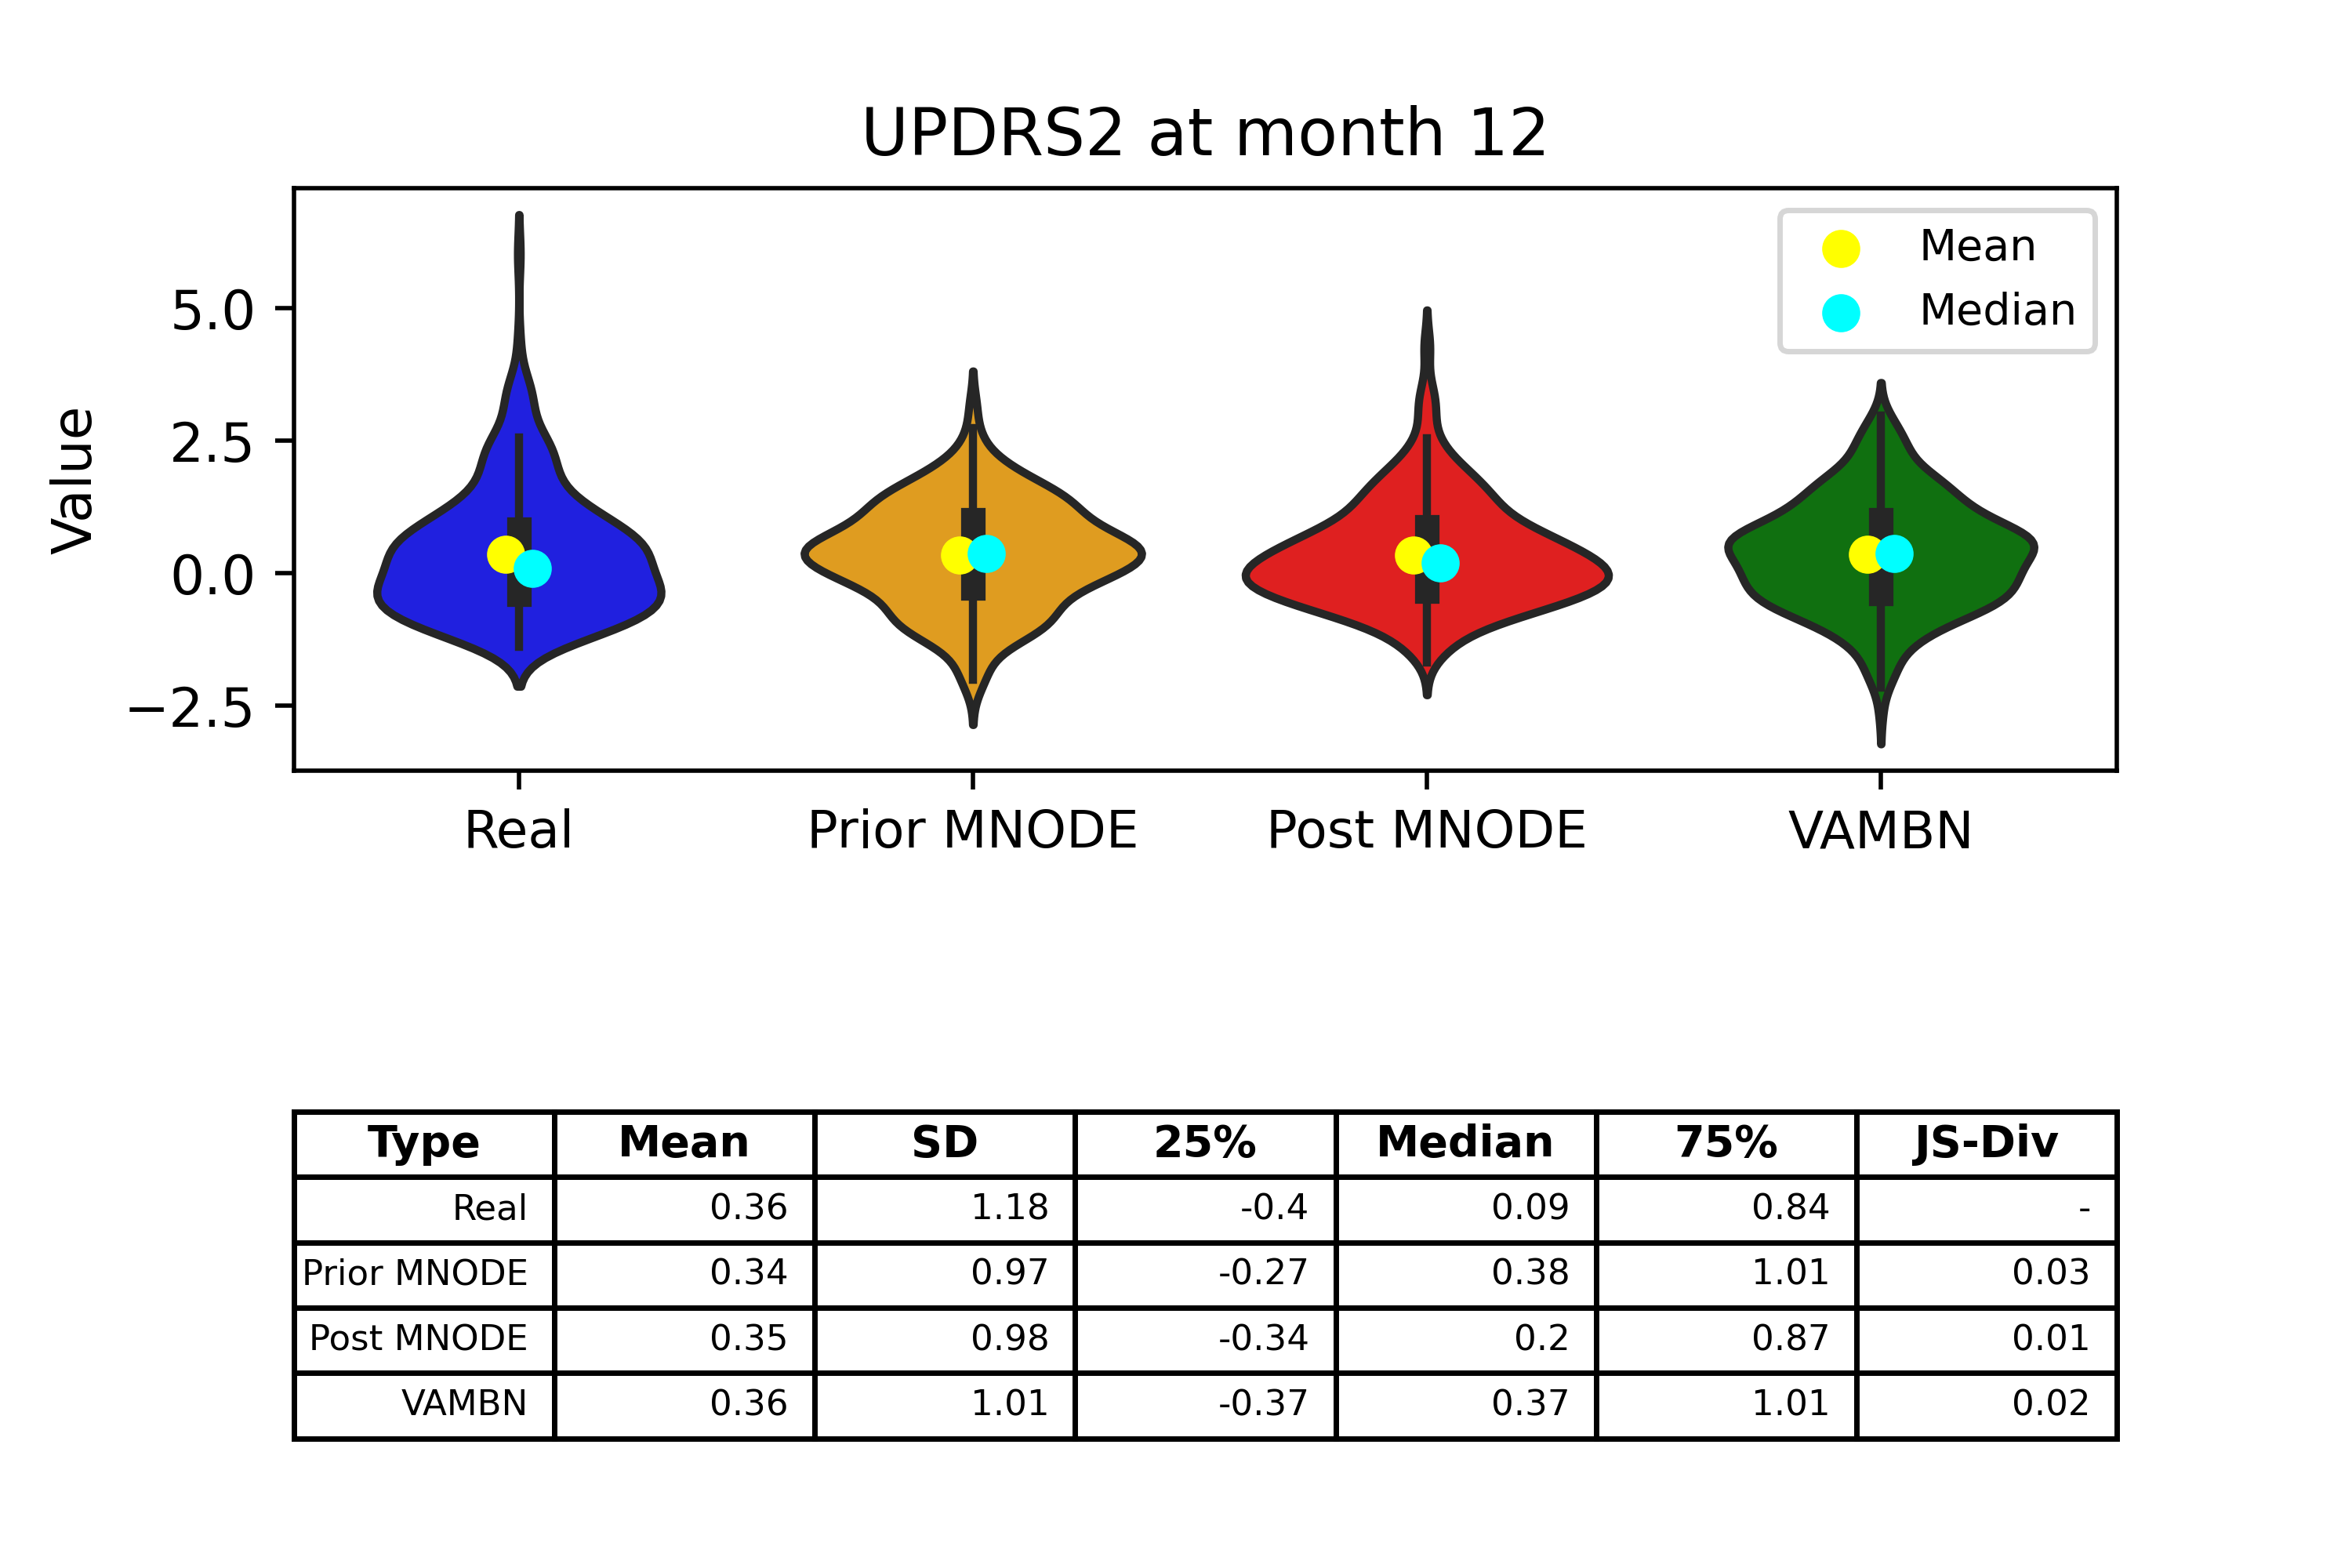 UPDRS2 at month 12
Mean
Median
Value
5.0
2.5
0.0
−2.5
Real Prior MNODE Post MNODE VAMBN
Type Mean SD 25% Median 75% JS-Div
Real 0.36 1.18 -0.4 0.09 0.84 -
Prior MNODE 0.34 0.97 -0.27 0.38 1.01 0.03
Post MNODE 0.35 0.98 -0.34 0.2 0.87 0.01
VAMBN 0.36 1.01 -0.37 0.37 1.01 0.02